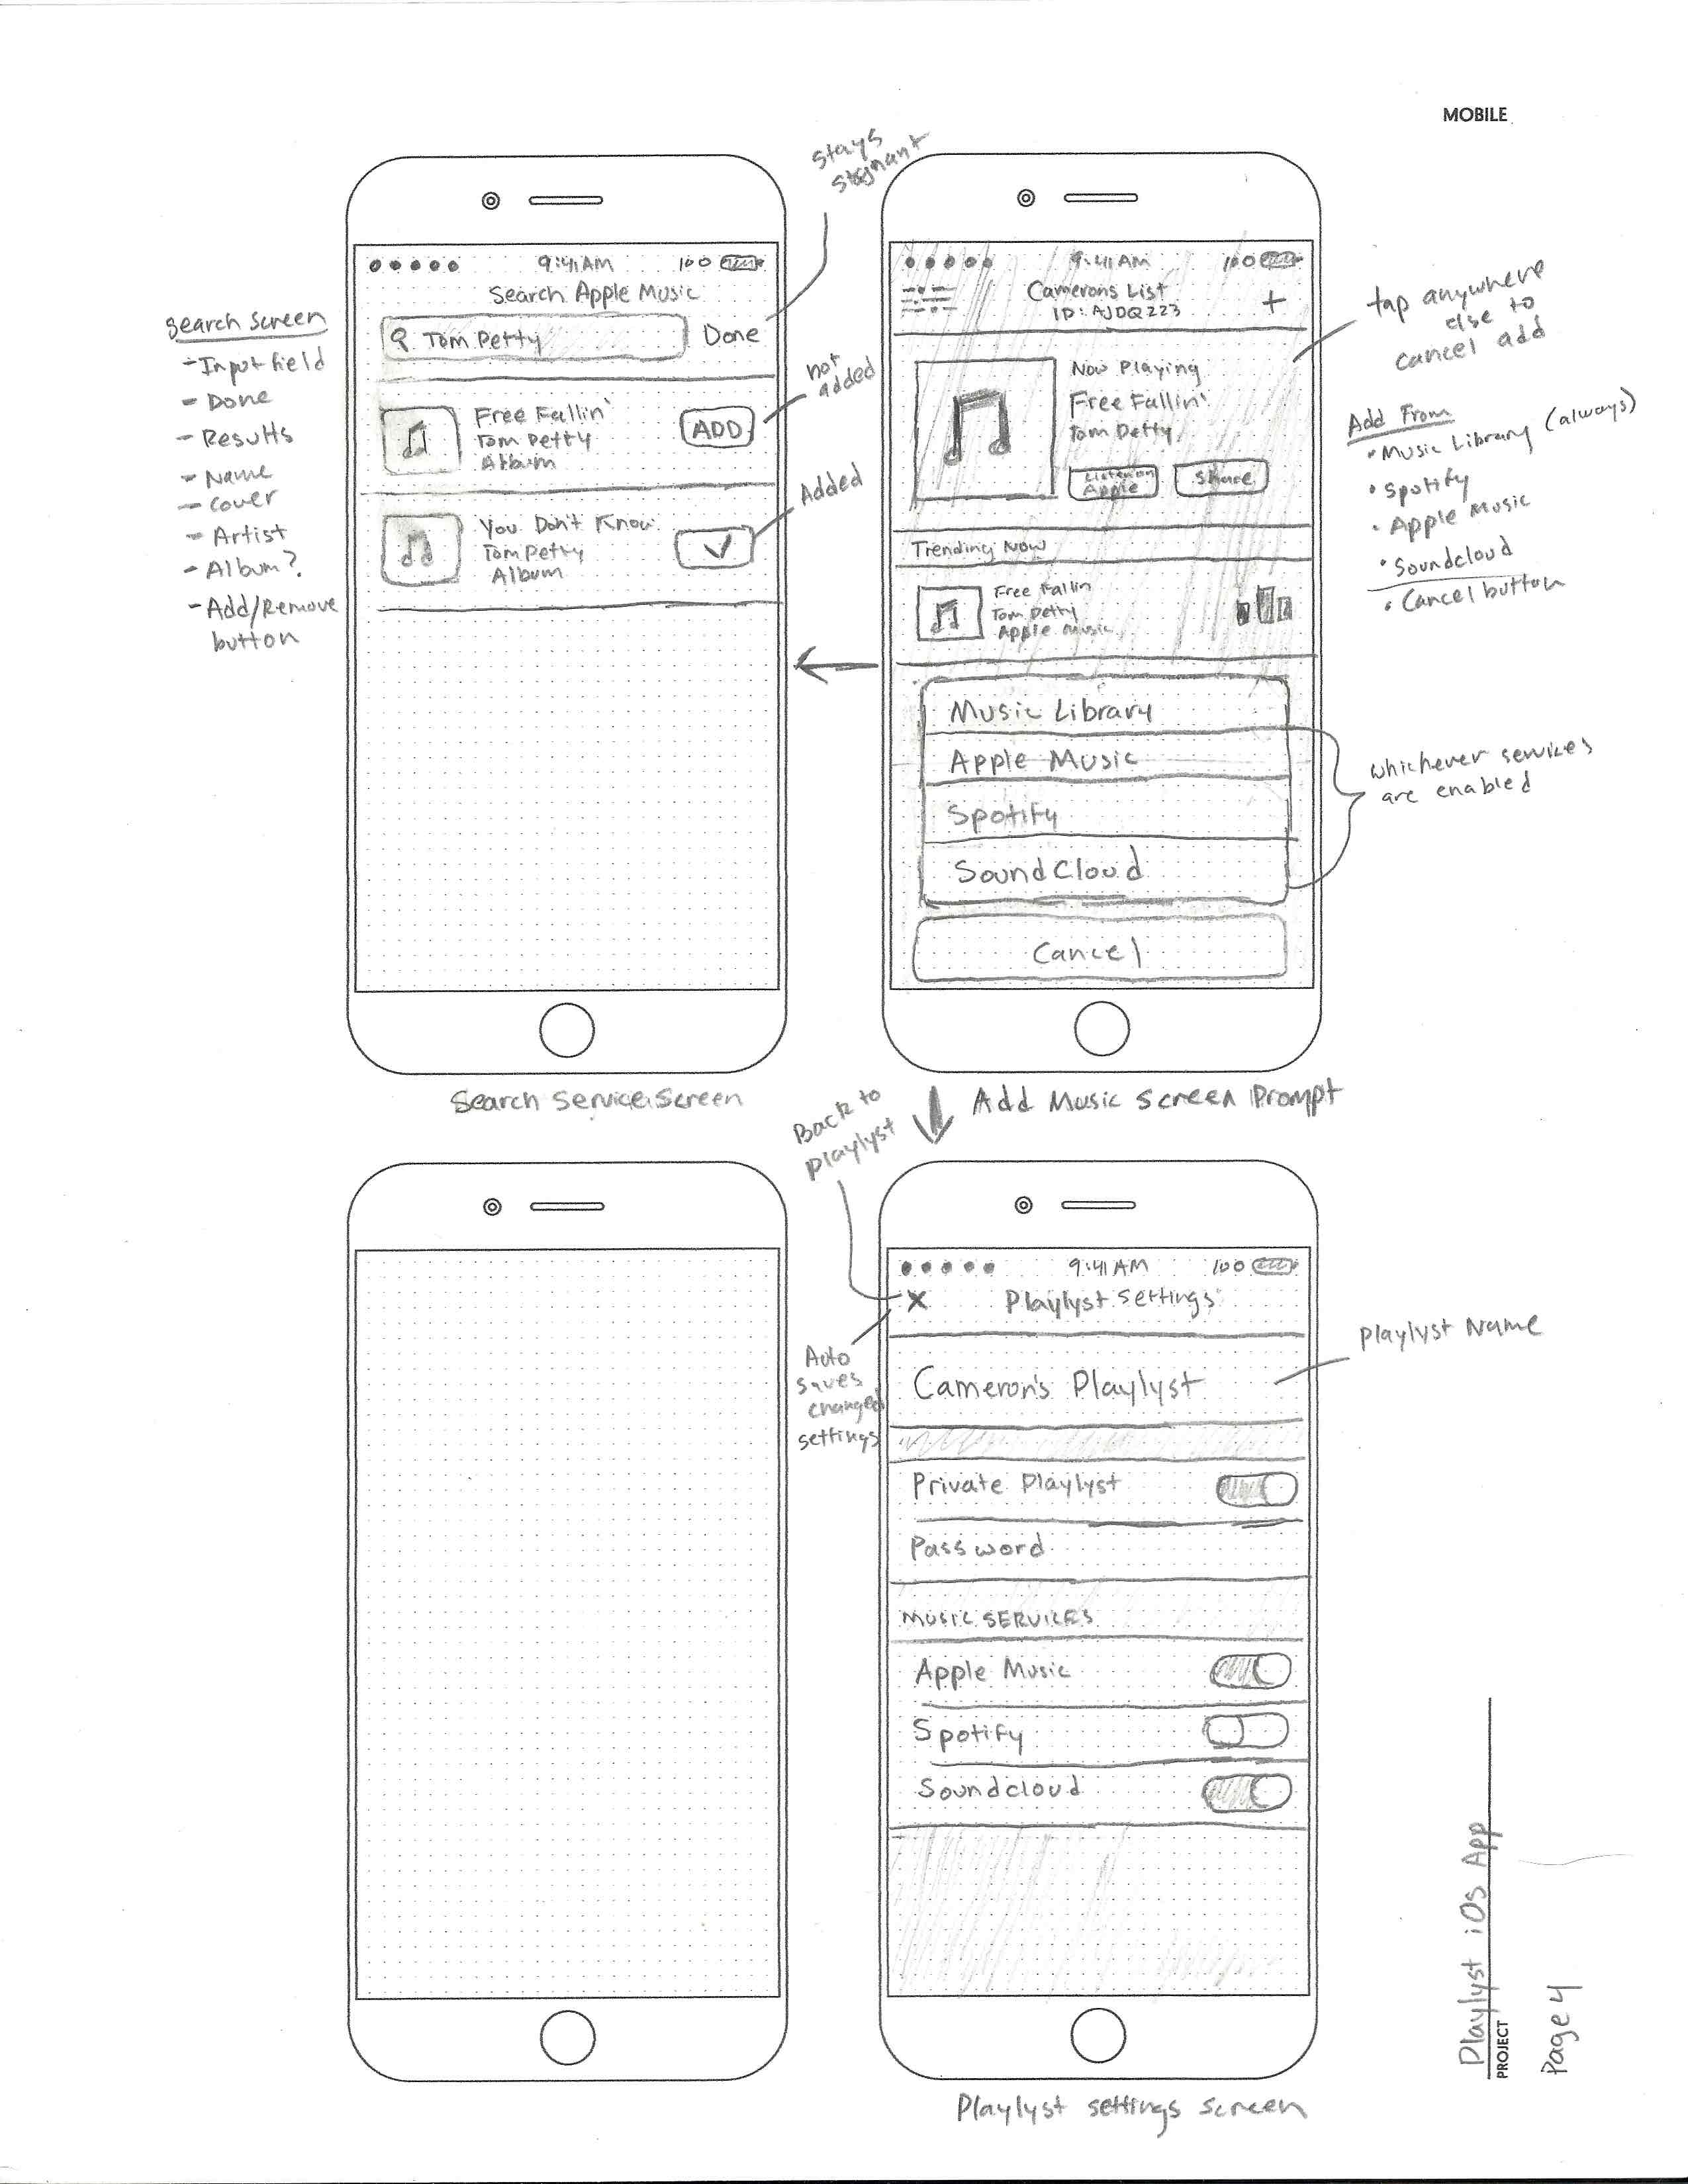 MOBILE
stays
stagnant
9:41 AM
100
Search Apple Music
Tom Petty
Done
Free Fallin'
Tom Petty
Album
ADD
You Don't Know
Tom Petty
Album
not
added
Added
Search Screen
- Input field
- Done
- Results
- Name
- Cover
- Artist
- Album?
- Add/Remove
button
Search Service Screen
9:41 AM
100
Camerons List
ID: AJDQ223
+
Now Playing
Free Fallin'
Tom Petty
Listen on
Apple
Share
Trending Now
Free Fallin
Tom Petty
Apple Music
Music Library
Apple Music
Spotify
SoundCloud
Cancel
tap anywhere
else to
cancel add
Add From
• Music Library (always)
• Spotify
• Apple Music
• Soundcloud
• Cancel button
whichever services
are enabled
Add Music Screen Prompt
Back to
playlyst
9:41 AM
100
X
Playlyst Settings
Cameron's Playlyst
Private Playlyst
Password
MUSIC SERVICES
Apple Music
Spotify
Soundcloud
Auto
saves
changed
settings
Playlyst Name
Playlyst settings screen
Playlyst iOS App
PROJECT
Page 4